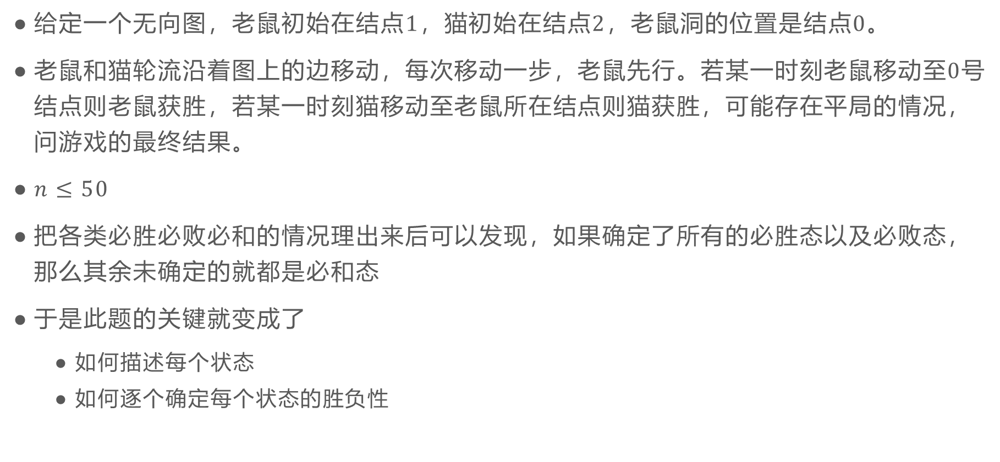 ● 给定一个无向图，老鼠初始在结点1，猫初始在结点2，老鼠洞的位置是结点0。
● 老鼠和猫轮流沿着图上的边移动，每次移动一步，老鼠先行。若某一时刻老鼠移动至0号
结点则老鼠获胜，若某一时刻猫移动至老鼠所在结点则猫获胜，可能存在平局的情况，
问游戏的最终结果。
● n ≤ 50
● 把各类必胜必败必和的情况理出来后可以发现，如果确定了所有的必胜态以及必败态，
那么其余未确定的就都是必和态
● 于是此题的关键就变成了
● 如何描述每个状态
● 如何逐个确定每个状态的胜负性